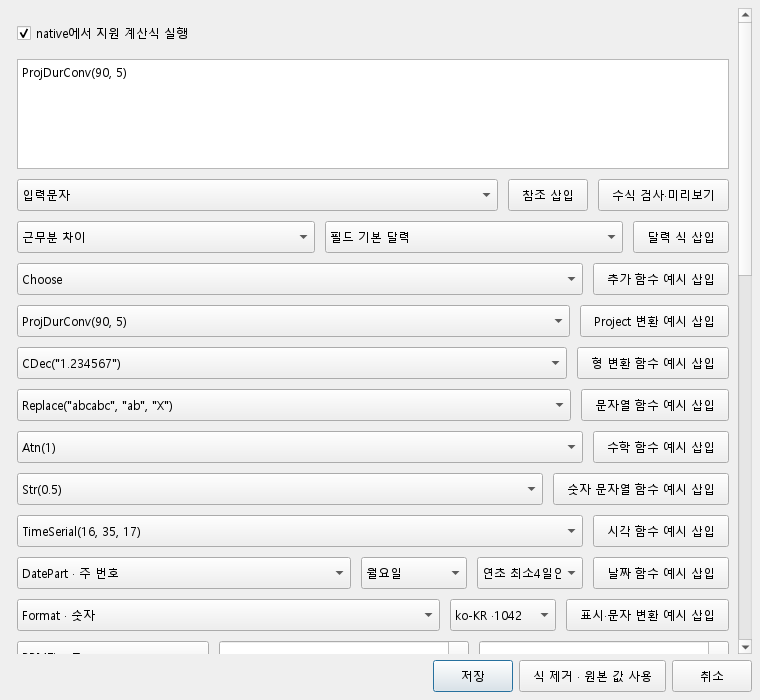 native에서 지원 계산식 실행
ProjDurConv(90, 5)
입력문자 참조 삽입 수식 검사·미리보기
근무분 차이 필드 기본 달력 달력 식 삽입
Choose 추가 함수 예시 삽입
ProjDurConv(90, 5) Project 변환 예시 삽입
CDec("1.234567") 형 변환 함수 예시 삽입
Replace("abcabc", "ab", "X") 문자열 함수 예시 삽입
Atn(1) 수학 함수 예시 삽입
Str(0.5) 숫자 문자열 함수 예시 삽입
TimeSerial(16, 35, 17) 시각 함수 예시 삽입
DatePart · 주 번호 월요일 연초 최소4일인 날짜 함수 예시 삽입
Format · 숫자 ko-KR ·1042 표시·문자 변환 예시 삽입
저장 식 제거 · 원본 값 사용 취소